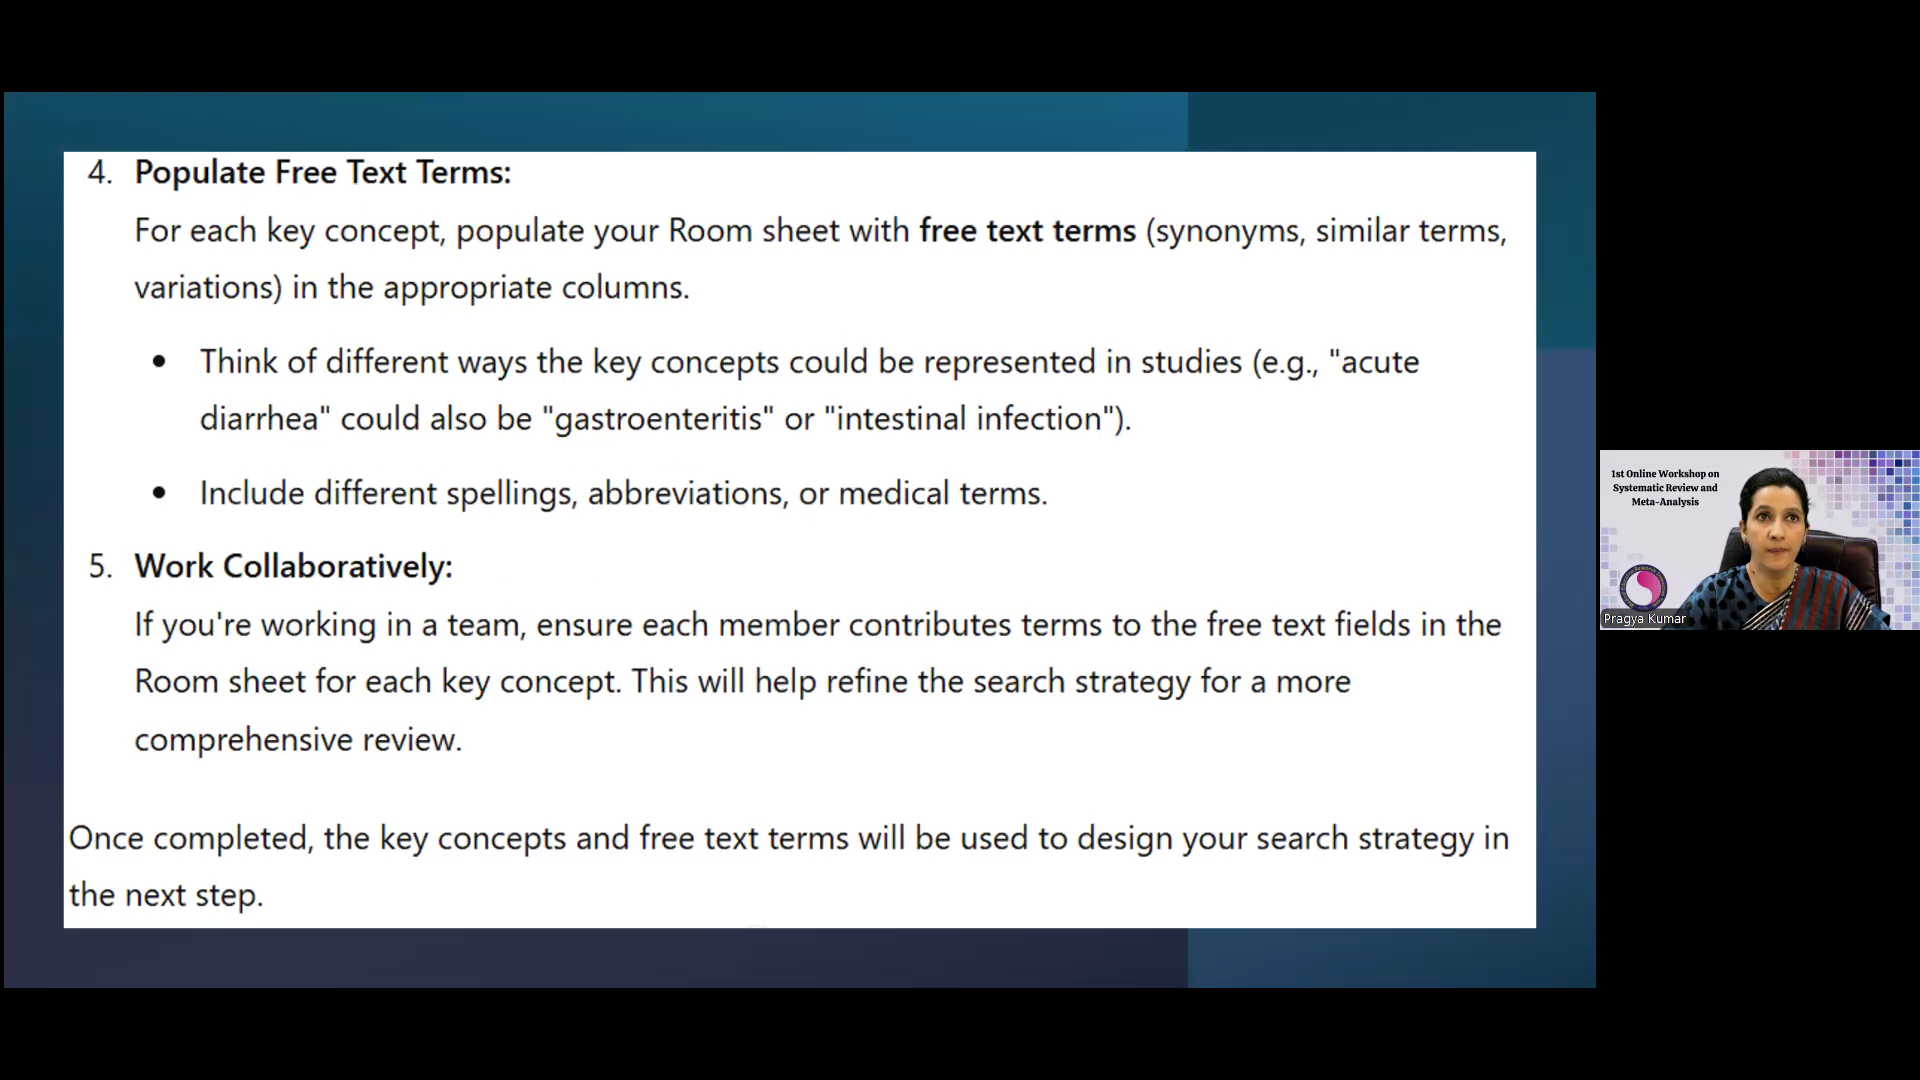 4. Populate Free Text Terms:
For each key concept, populate your Room sheet with free text terms (synonyms, similar terms,
variations) in the appropriate columns.
• Think of different ways the key concepts could be represented in studies (e.g., "acute
diarrhea" could also be "gastroenteritis" or "intestinal infection").
• Include different spellings, abbreviations, or medical terms.
5. Work Collaboratively:
If you're working in a team, ensure each member contributes terms to the free text fields in the
Room sheet for each key concept. This will help refine the search strategy for a more
comprehensive review.
Once completed, the key concepts and free text terms will be used to design your search strategy in
the next step.
1st Online Workshop on
Systematic Review and
Meta-Analysis
Pragya Kumar